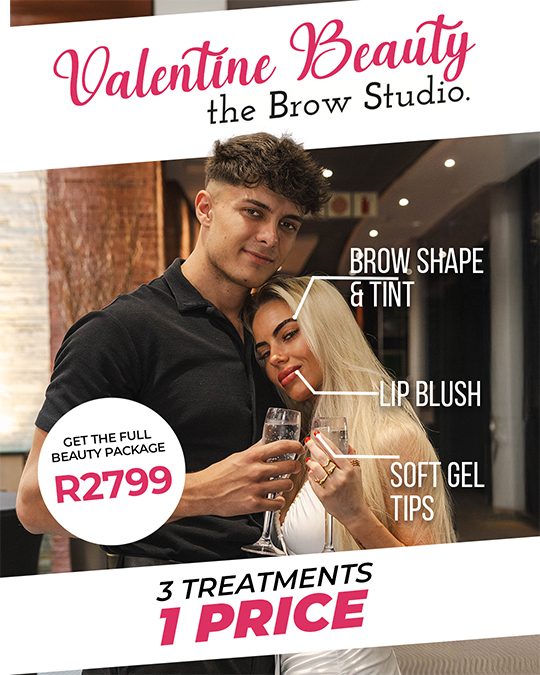 Valentine Beauty
the Brow Studio.
BROW SHAPE
& TINT
LIP BLUSH
GET THE FULL
BEAUTY PACKAGE
R2799
SOFT GEL
TIPS
3 TREATMENTS
1 PRICE